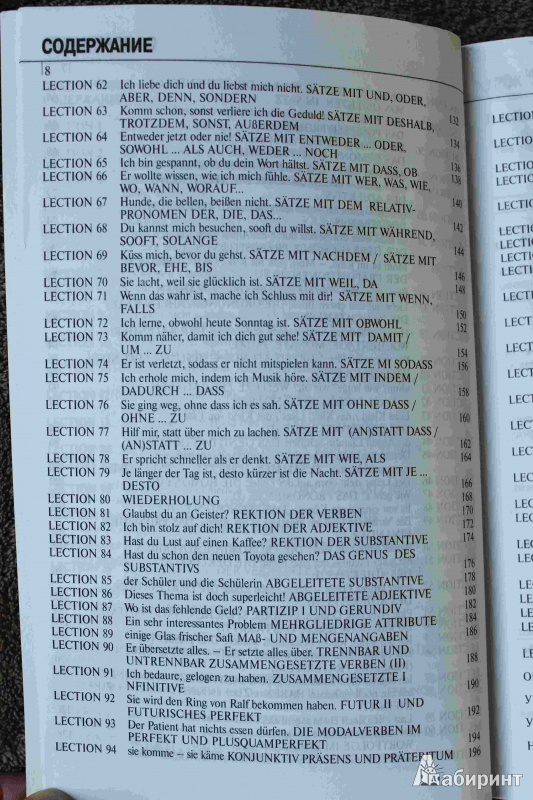 СОДЕРЖАНИЕ
8
LECTION 62 Ich liebe dich und du liebst mich nicht. SÄTZE MIT UND, ODER,
ABER, DENN, SONDERN 132
LECTION 63 Komm schon, sonst verliere ich die Geduld! SÄTZE MIT DESHALB,
TROTZDEM, SONST, AUßERDEM 134
LECTION 64 Entweder jetzt oder nie! SÄTZE MIT ENTWEDER ... ODER,
SOWOHL ... ALS AUCH, WEDER ... NOCH
LECTION 65 Ich bin gespannt, ob du dein Wort hältst. SÄTZE MIT DASS, OB 136
LECTION 66 Er wollte wissen, wie ich mich fühle. SÄTZE MIT WER, WAS, WIE, 138
WO, WANN, WORAUF...
LECTION 67 Hunde, die bellen, beißen nicht. SÄTZE MIT DEM RELATIV- 140
PRONOMEN DER, DIE, DAS...
LECTION 68 Du kannst mich besuchen, sooft du willst. SÄTZE MIT WÄHREND, 142
SOOFT, SOLANGE
LECTION 69 Küss mich, bevor du gehst. SÄTZE MIT NACHDEM / SÄTZE MIT 144
BEVOR, EHE, BIS
LECTION 70 Sie lacht, weil sie glücklich ist. SÄTZE MIT WEIL, DA 146
LECTION 71 Wenn das wahr ist, mache ich Schluss mit dir! SÄTZE MIT WENN, 148
FALLS 150
LECTION 72 Ich lerne, obwohl heute Sonntag ist. SÄTZE MIT OBWOHL 152
LECTION 73 Komm näher, damit ich dich gut sehe! SÄTZE MIT DAMIT /
UM ... ZU 154
LECTION 74 Er ist verletzt, sodass er nicht mitspielen kann. SÄTZE MI SODASS 156
LECTION 75 Ich erhole mich, indem ich Musik höre. SÄTZE MIT INDEM /
DADURCH ... DASS 158
LECTION 76 Sie ging weg, ohne dass ich es sah. SÄTZE MIT OHNE DASS /
OHNE ... ZU 160
LECTION 77 Hilf mir, statt über mich zu lachen. SÄTZE MIT (AN)STATT DASS /
(AN)STATT ... ZU 162
LECTION 78 Er spricht schneller als er denkt. SÄTZE MIT WIE, ALS 164
LECTION 79 Je länger der Tag ist, desto kürzer ist die Nacht. SÄTZE MIT JE ...
DESTO 166
LECTION 80 WIEDERHOLUNG 168
LECTION 81 Glaubst du an Geister? REKTION DER VERBEN 170
LECTION 82 Ich bin stolz auf dich! REKTION DER ADJEKTIVE 172
LECTION 83 Hast du Lust auf einen Kaffee? REKTION DER SUBSTANTIVE 174
LECTION 84 Hast du schon den neuen Toyota gesehen? DAS GENUS DES
SUBSTANTIVS 176
LECTION 85 der Schüler und die Schülerin ABGELEITETE SUBSTANTIVE 178
LECTION 86 Dieses Thema ist doch superleicht! ABGELEITETE ADJEKTIVE 180
LECTION 87 Wo ist das fehlende Geld? PARTIZIP I UND GERUNDIV 182
LECTION 88 Ein sehr interessantes Problem MEHRGLIEDRIGE ATTRIBUTE 184
LECTION 89 einige Glas frischer Saft MAß- UND MENGENANGABEN 186
LECTION 90 Er übersetzte alles. – Er setzte alles über. TRENNBAR UND
UNTRENNBAR ZUSAMMENGESETZTE VERBEN (II) 188
LECTION 91 Ich bedaure, gelogen zu haben. ZUSAMMENGESETZTE I
NFINITIVE 190
LECTION 92 Sie wird den Ring von Ralf bekommen haben. FUTUR II UND
FUTURISCHES PERFEKT 192
LECTION 93 Der Patient hat nicht essen dürfen. DIE MODALVERBEN IM
PERFEKT UND PLUSQUAMPERFEKT 194
LECTION 94 sie komme – sie käme KONJUNKTIV PRÄSENS UND PRÄTERITUM 196
Лабиринт